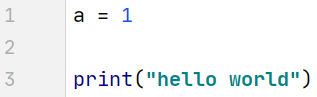 1 a = 1
2
3 print("hello world")